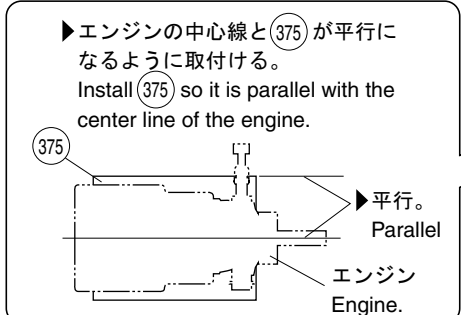 ▶エンジンの中心線と375が平行に
なるように取付ける。
Install 375 so it is parallel with the
center line of the engine.
375
▶平行。
Parallel
エンジン
Engine.